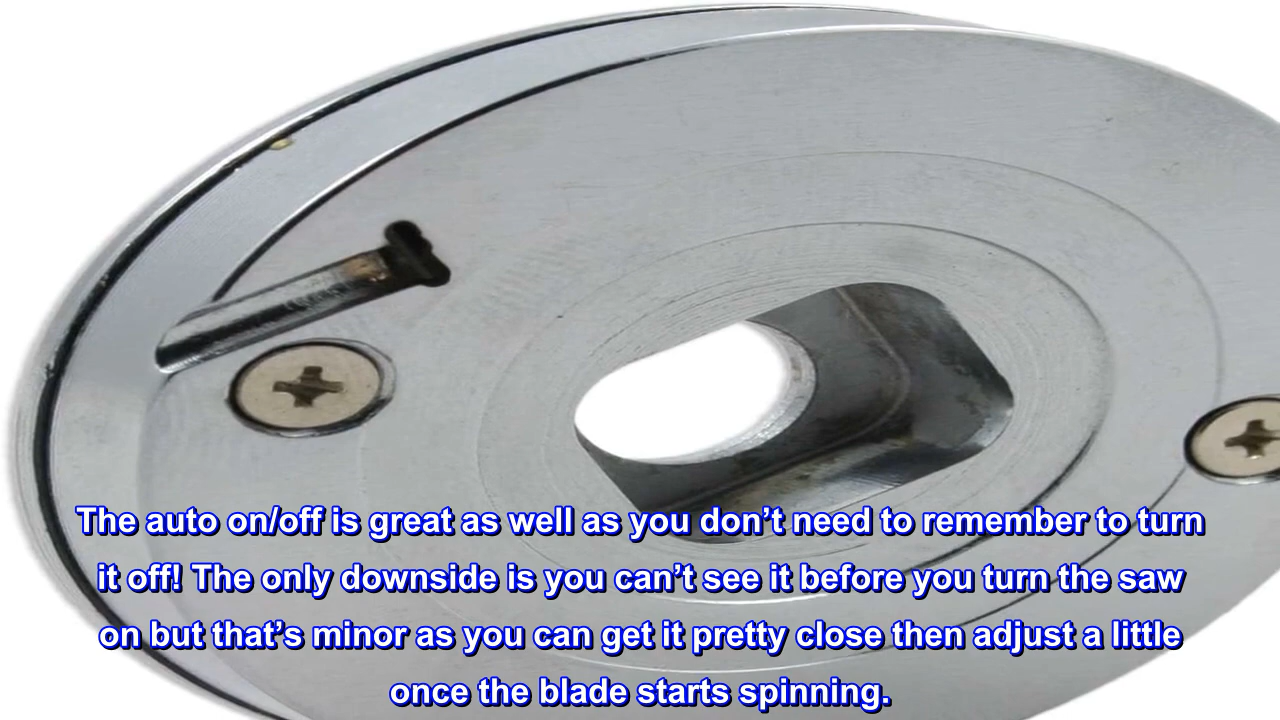 The auto on/off is great as well as you don’t need to remember to turn
it off! The only downside is you can’t see it before you turn the saw
on but that’s minor as you can get it pretty close then adjust a little
once the blade starts spinning.